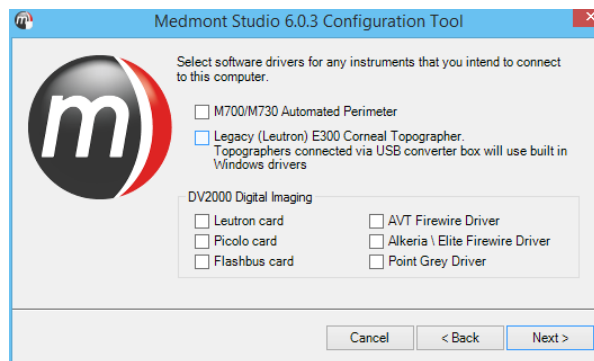 Medmont Studio 6.0.3 Configuration Tool
Select software drivers for any instruments that you intend to connect
to this computer.
M700/M730 Automated Perimeter
Legacy (Leutron) E300 Corneal Topographer.
Topographers connected via USB converter box will use built in
Windows drivers
DV2000 Digital Imaging
Leutron card
AVT Firewire Driver
Picolo card
Alkeria \ Elite Firewire Driver
Flashbus card
Point Grey Driver
Cancel
< Back
Next >